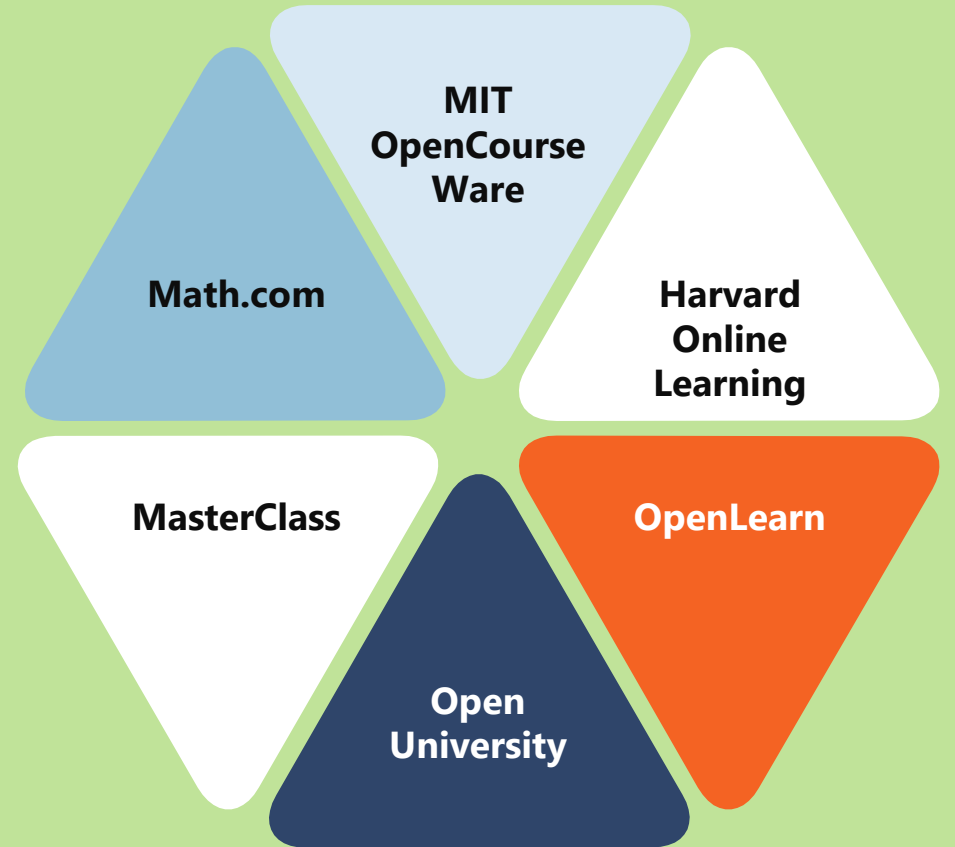 MIT
OpenCourse
Ware
Math.com
Harvard
Online
Learning
MasterClass
OpenLearn
Open
University